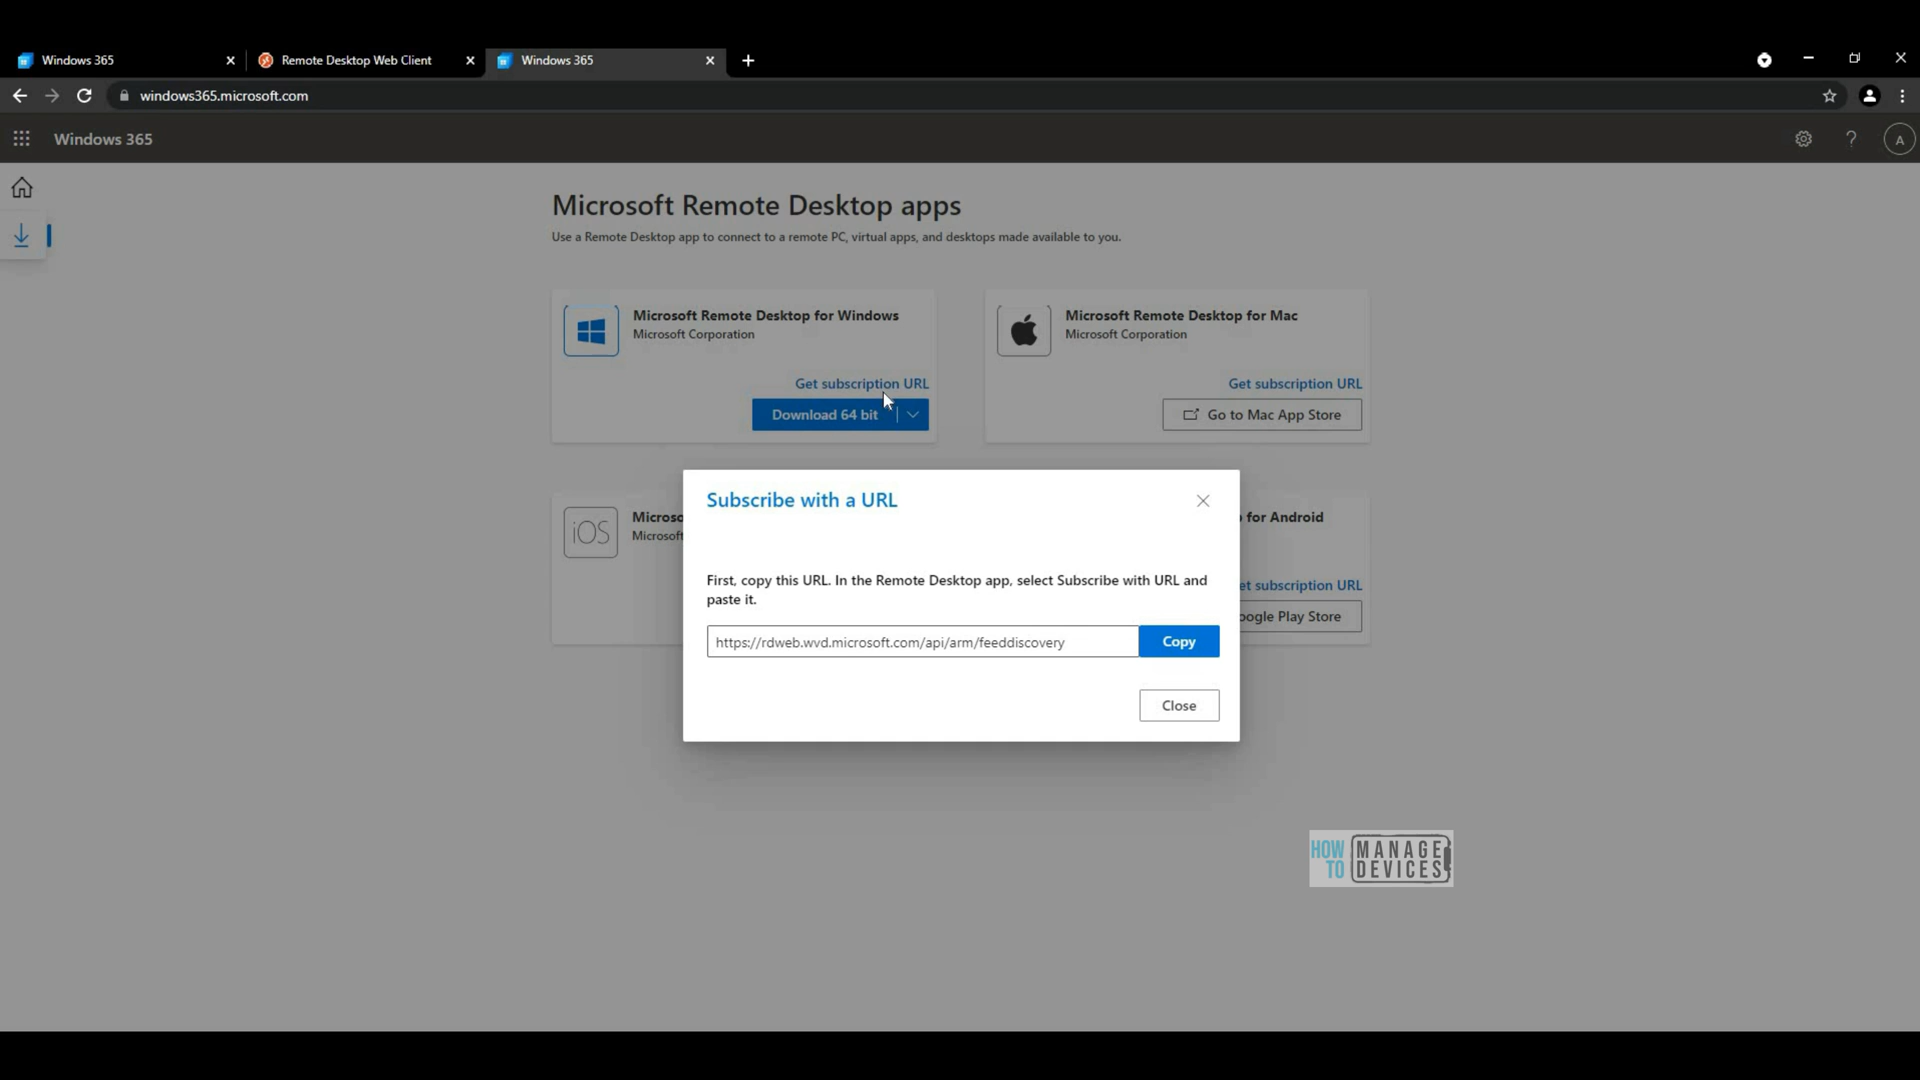 Windows 365
Remote Desktop Web Client
Windows 365
windows365.microsoft.com
Windows 365
?
A
Microsoft Remote Desktop apps
Use a Remote Desktop app to connect to a remote PC, virtual apps, and desktops made available to you.
Microsoft Remote Desktop for Windows
Microsoft Corporation
Get subscription URL
Download 64 bit
Microsoft Remote Desktop for Mac
Microsoft Corporation
Get subscription URL
Go to Mac App Store
iOS
Microso
Microsoft
for Android
et subscription URL
oogle Play Store
Subscribe with a URL
First, copy this URL. In the Remote Desktop app, select Subscribe with URL and
paste it.
https://rdweb.wvd.microsoft.com/api/arm/feeddiscovery
Copy
Close
HOW TO
MANAGE
DEVICES